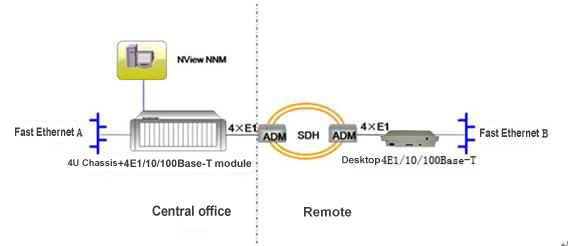 NView NNM
Fast Ethernet A
4×E1
ADM
SDH
ADM
4×E1
Fast Ethernet B
4U Chassis+4E1/10/100Base-T module
Desktop4E1/10/100Base-T
Central office
Remote